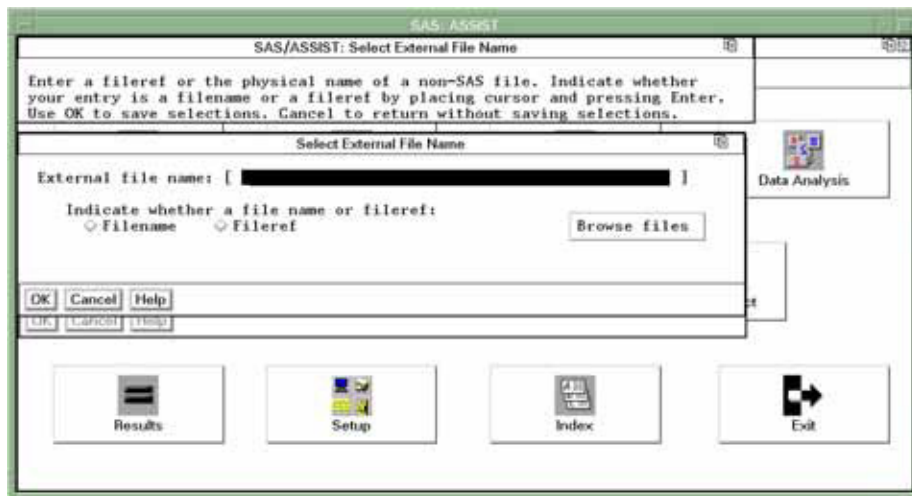 SAS: ASSIST
SAS/ASSIST: Select External File Name
Enter a fileref or the physical name of a non-SAS file. Indicate whether
your entry is a filename or a fileref by placing cursor and pressing Enter.
Use OK to save selections. Cancel to return without saving selections.
Select External File Name
External file name: [ ]
Indicate whether a file name or fileref:
Filename Fileref
Browse files
OK Cancel Help
OK Cancel Help
Data Analysis
Results Setup Index Exit